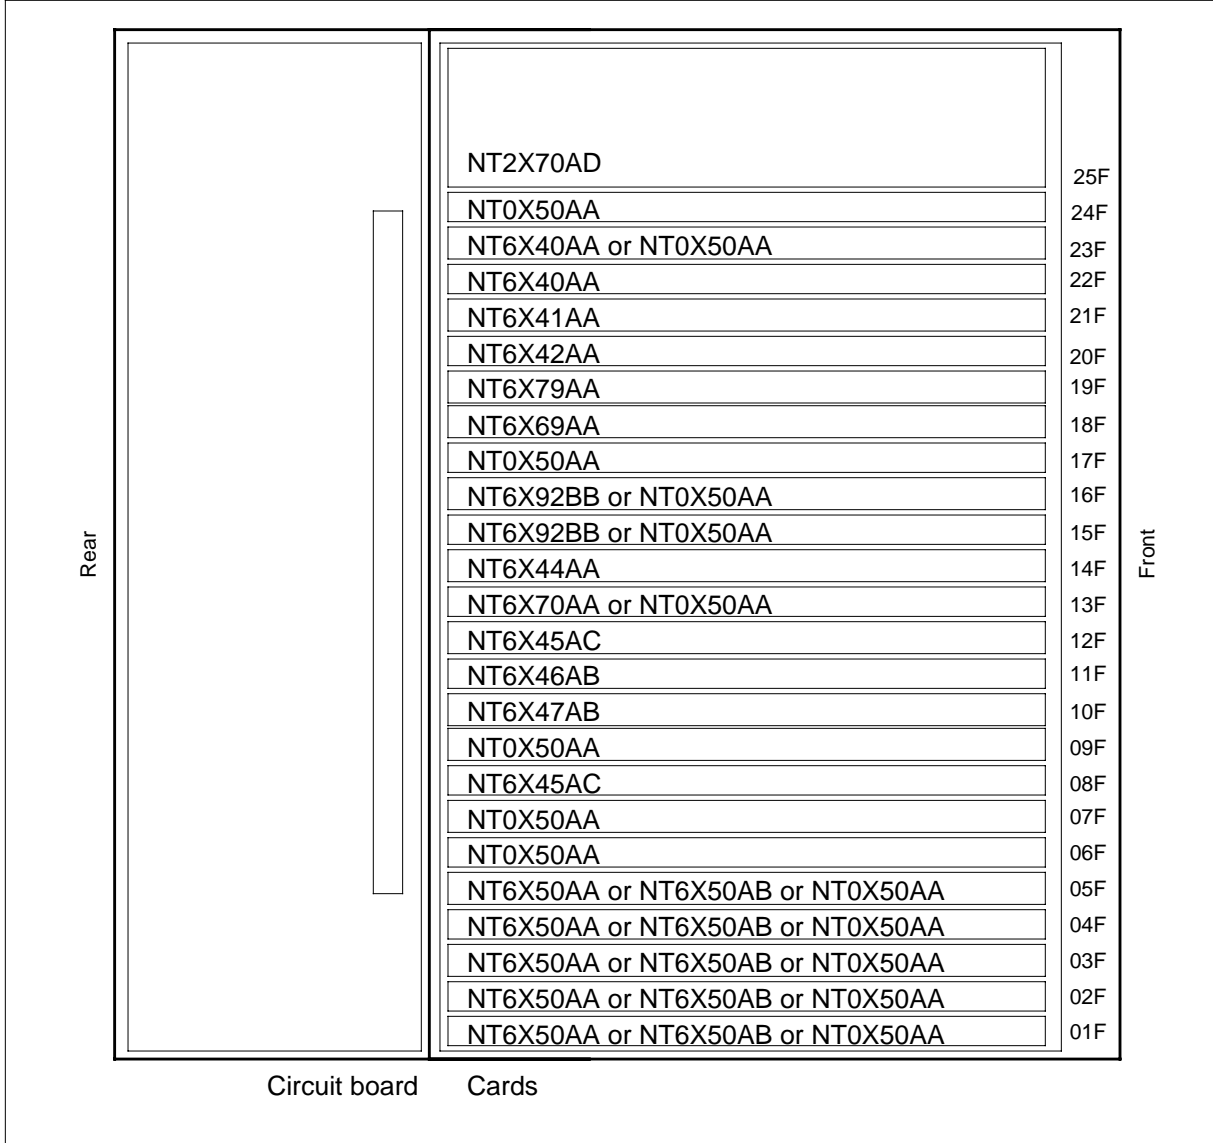 NT2X70AD 25F
NT0X50AA 24F
NT6X40AA or NT0X50AA 23F
NT6X40AA 22F
NT6X41AA 21F
NT6X42AA 20F
NT6X79AA 19F
NT6X69AA 18F
NT0X50AA 17F
NT6X92BB or NT0X50AA 16F
NT6X92BB or NT0X50AA 15F
Rear
Front
NT6X44AA 14F
NT6X70AA or NT0X50AA 13F
NT6X45AC 12F
NT6X46AB 11F
NT6X47AB 10F
NT0X50AA 09F
NT6X45AC 08F
NT0X50AA 07F
NT0X50AA 06F
NT6X50AA or NT6X50AB or NT0X50AA 05F
NT6X50AA or NT6X50AB or NT0X50AA 04F
NT6X50AA or NT6X50AB or NT0X50AA 03F
NT6X50AA or NT6X50AB or NT0X50AA 02F
NT6X50AA or NT6X50AB or NT0X50AA 01F
Circuit board Cards